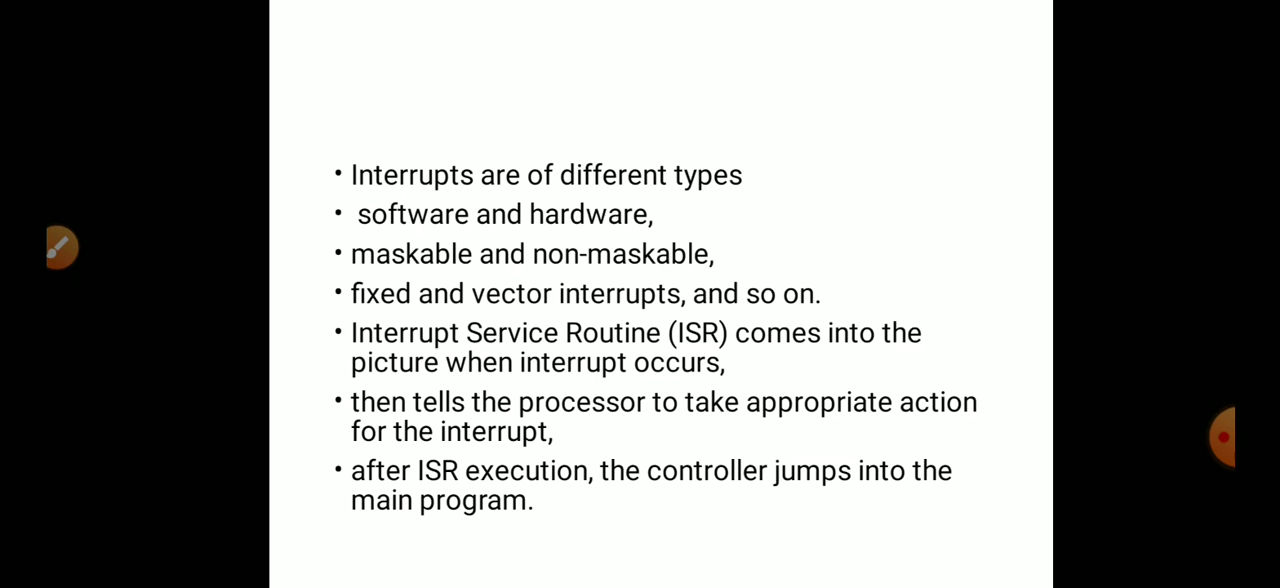 • Interrupts are of different types
• software and hardware,
• maskable and non-maskable,
• fixed and vector interrupts, and so on.
• Interrupt Service Routine (ISR) comes into the
picture when interrupt occurs,
• then tells the processor to take appropriate action
for the interrupt,
• after ISR execution, the controller jumps into the
main program.